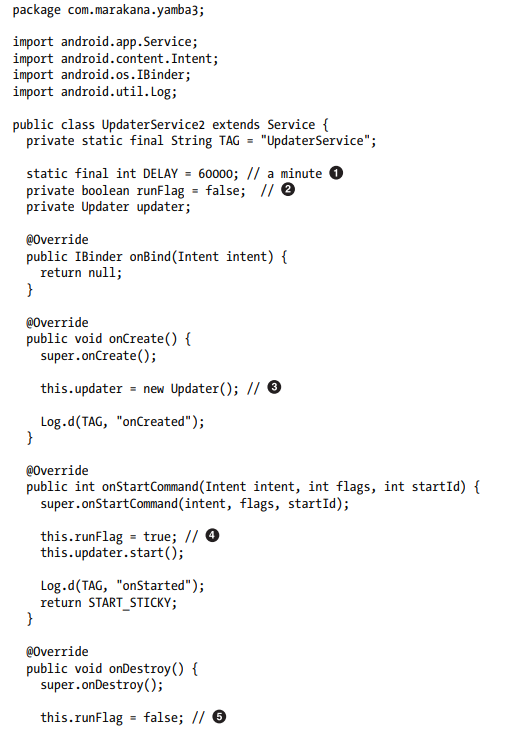 package com.marakana.yamba3;
import android.app.Service;
import android.content.Intent;
import android.os.IBinder;
import android.util.Log;
public class UpdaterService2 extends Service {
private static final String TAG = "UpdaterService";
static final int DELAY = 60000; // a minute ❶
private boolean runFlag = false; // ❷
private Updater updater;
@Override
public IBinder onBind(Intent intent) {
return null;
}
@Override
public void onCreate() {
super.onCreate();
this.updater = new Updater(); // ❸
Log.d(TAG, "onCreated");
}
@Override
public int onStartCommand(Intent intent, int flags, int startId) {
super.onStartCommand(intent, flags, startId);
this.runFlag = true; // ❹
this.updater.start();
Log.d(TAG, "onStarted");
return START_STICKY;
}
@Override
public void onDestroy() {
super.onDestroy();
this.runFlag = false; // ❺